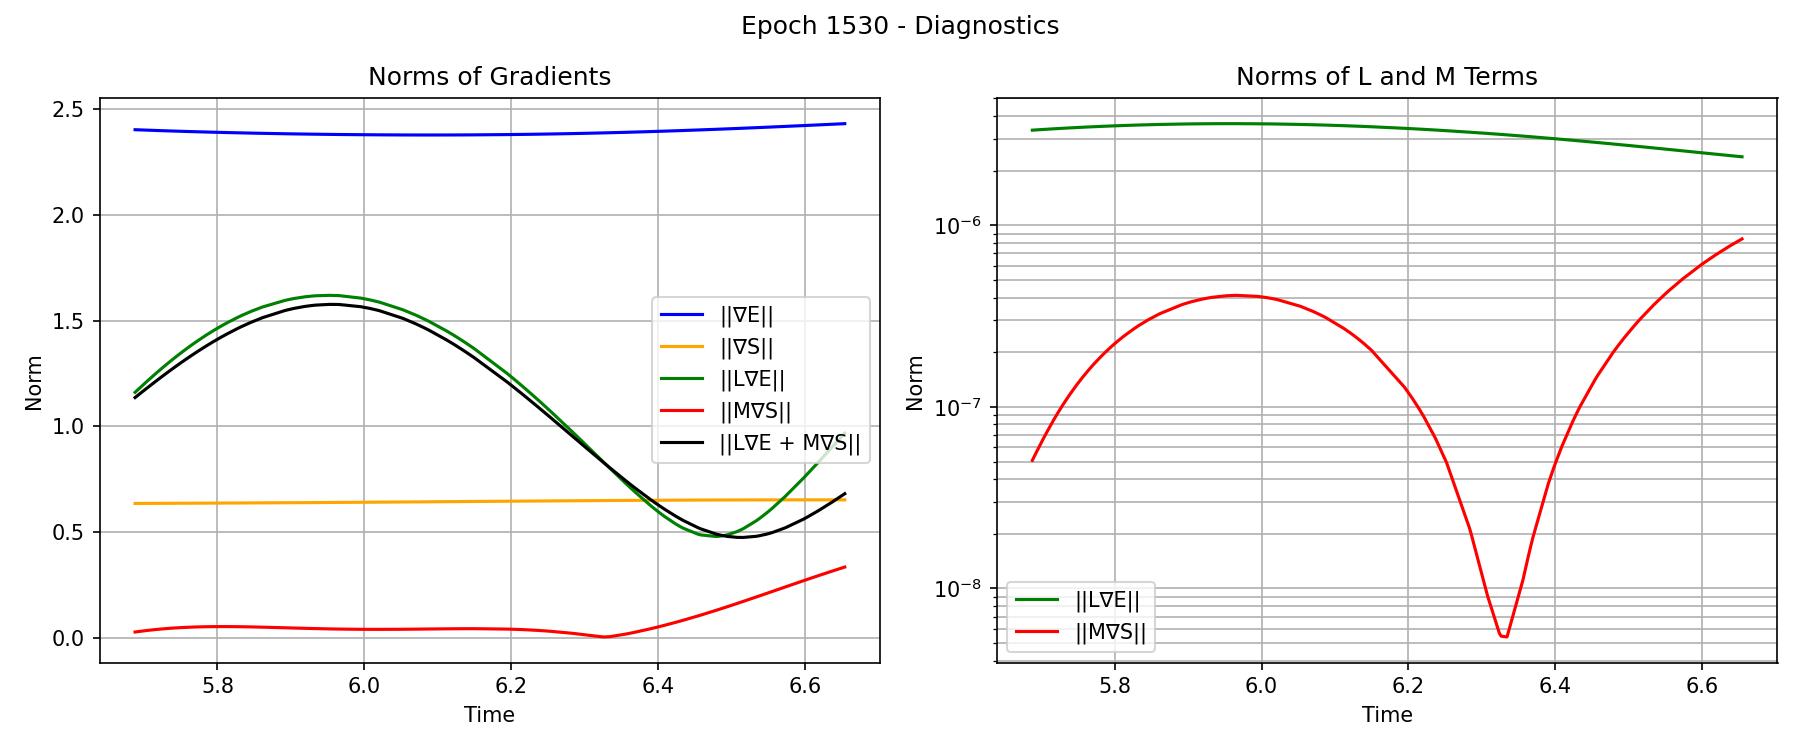 Epoch 1530 - Diagnostics
Norms of Gradients
Norm
2.5
2.0
1.5
1.0
0.5
0.0
||∇E||
||∇S||
||L∇E||
||M∇S||
||L∇E + M∇S||
5.8
6.0
6.2
6.4
6.6
Time
Norms of L and M Terms
Norm
10⁻⁶
10⁻⁷
10⁻⁸
||L∇E||
||M∇S||
5.8
6.0
6.2
6.4
6.6
Time